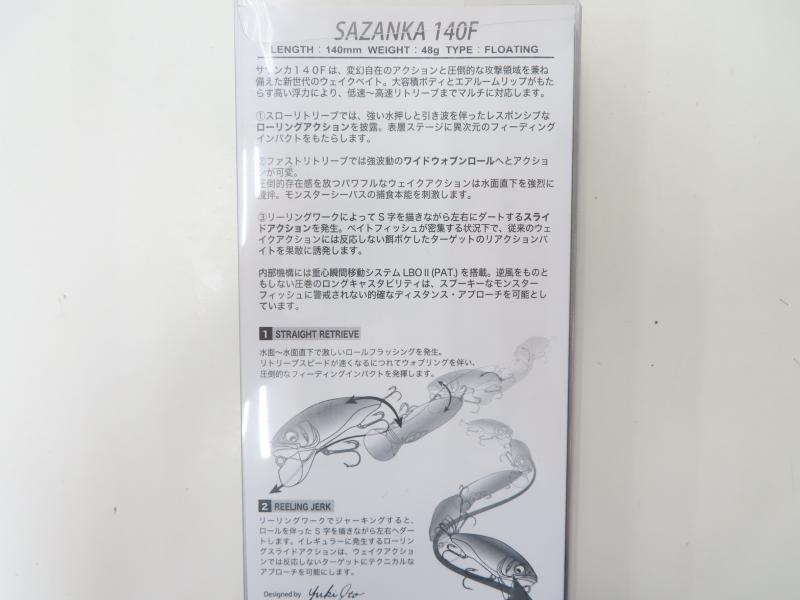 SAZANKA 140F
LENGTH : 140mm WEIGHT : 48g TYPE : FLOATING
サザンカ140Fは、変幻自在のアクションと圧倒的な攻撃領域を兼ね
備えた新世代のウェイクベイト。大容積ボディとエアルームリップがもた
らす高い浮力により、低速〜高速リトリーブまでマルチに対応します。
①スローリトリーブでは、強い水押しと引き波を伴ったレスポンシブな
ローリングアクションを披露。表層ステージに異次元のフィーディング
インパクトをもたらします。
②ファストリトリーブでは強波動のワイドウォブンロールへとアクショ
ンが可変。
圧倒的存在感を放つパワフルなウェイクアクションは水面直下を強烈に
攪拌。モンスターシーバスの捕食本能を刺激します。
③リーリングワークによってS字を描きながら左右にダートするスライ
ドアクションを発生。ベイトフィッシュが密集する状況下で、従来のウェ
イクアクションには反応しない餌ボケしたターゲットのリアクションバ
イトを果敢に誘発します。
内部機構には重心瞬間移動システムLBOⅡ(PAT.)を搭載。逆風をものと
もしない圧巻のロングキャスタビリティは、スプーキーなモンスター
フィッシュに警戒されない的確なディスタンス・アプローチを可能とし
ています。
1 STRAIGHT RETRIEVE
水面〜水面直下で激しいロールフラッシングを発生。
リトリーブスピードが速くなるにつれてウォブリングを伴い、
圧倒的なフィーディングインパクトを発揮します。
2 REELING JERK
リーリングワークでジャーキングすると、
ロールを伴ったS字を描きながら左右へダー
トします。イレギュラーに発生するローリン
グスライドアクションは、ウェイクアクショ
ンでは反応しないターゲットにテクニカルな
アプローチを可能にします。
Designed by Yuki Oto